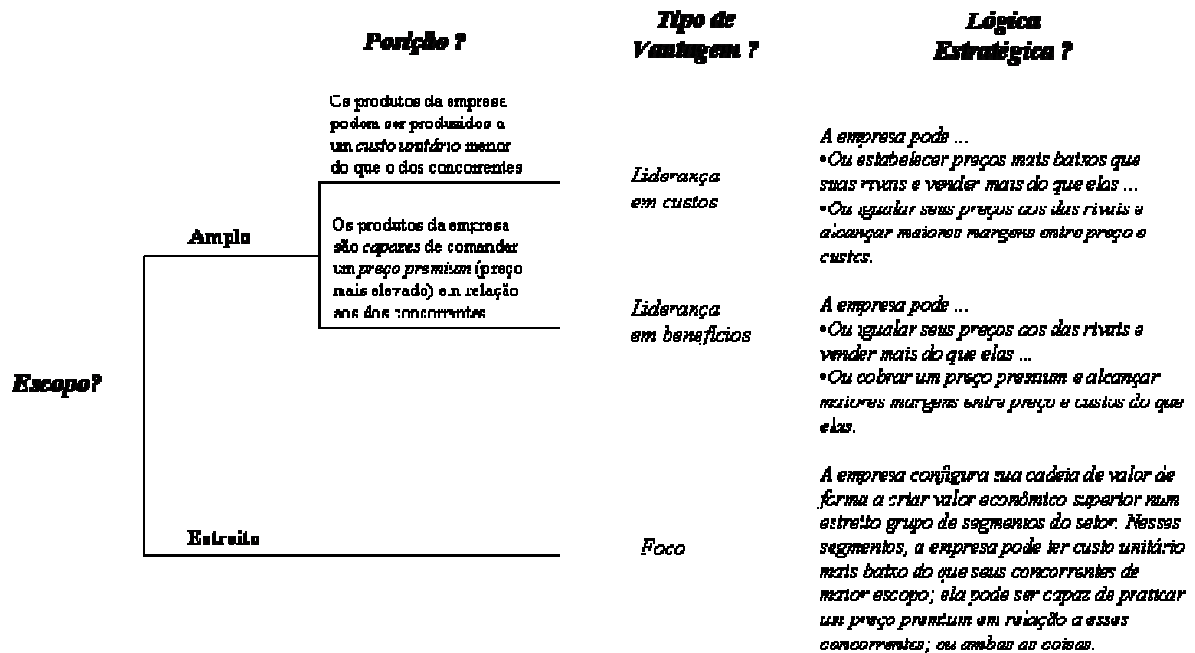 Posição ?
Tipo de
Vantagem ?
Lógica
Estratégica ?
Os produtos da empresa
podem ser produzidos a
um custo unitário menor
do que o dos concorrentes
Liderança
em custos
A empresa pode ...
•Ou estabelecer preços mais baixos que
suas rivais e vender mais do que elas ...
•Ou igualar seus preços aos das rivais e
alcançar maiores margens entre preço e
custos.
Amplo
Os produtos da empresa
são capazes de comandar
um preço premium (preço
mais elevado) em relação
aos dos concorrentes
Liderança
em benefícios
A empresa pode ...
•Ou igualar seus preços aos das rivais e
vender mais do que elas ...
•Ou cobrar um preço premium e alcançar
maiores margens entre preço e custos do que
elas.
Escopo?
Estreito
Foco
A empresa configura sua cadeia de valor de
forma a criar valor econômico superior num
estreito grupo de segmentos do setor. Nesses
segmentos, a empresa pode ter custo unitário
mais baixo do que seus concorrentes de
maior escopo; ela pode ser capaz de praticar
um preço premium em relação a esses
concorrentes; ou ambas as coisas.